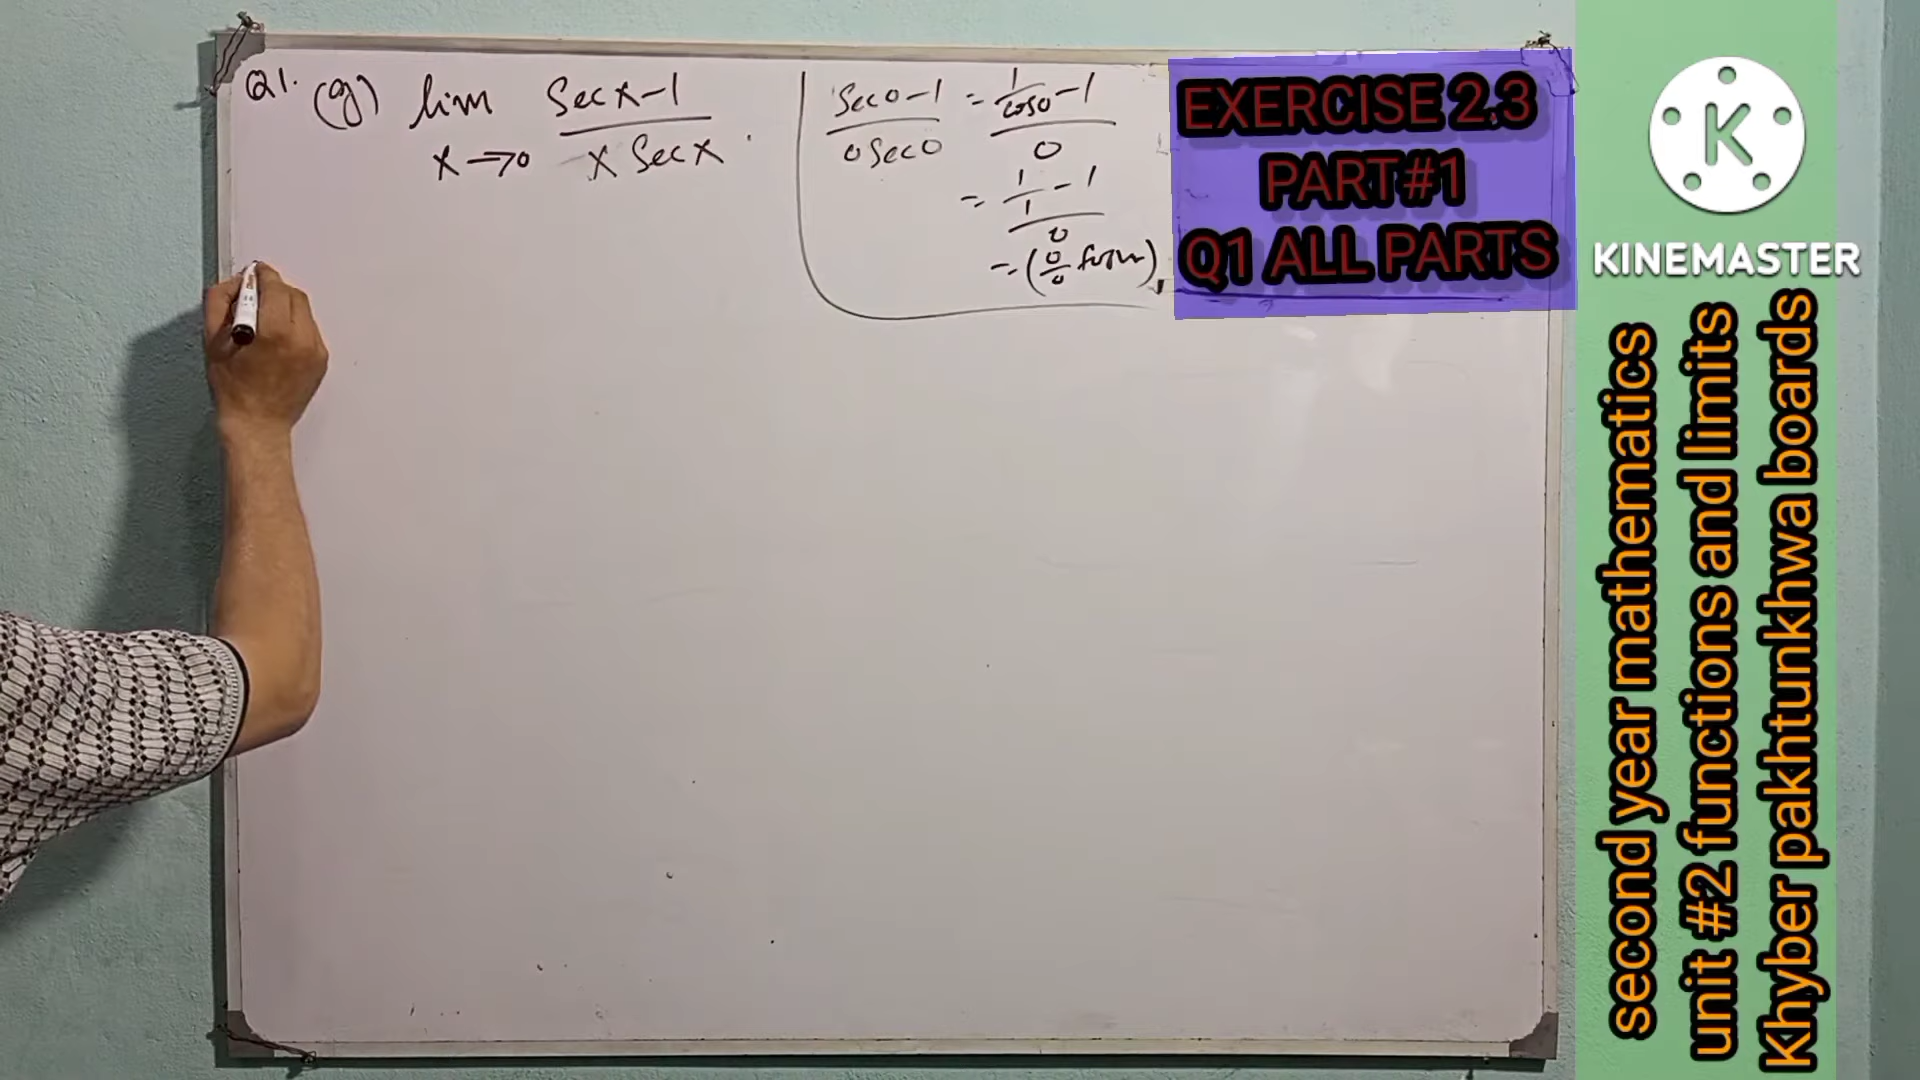 Q1. (g) lim Sec x - 1
x → 0 x Sec x .
Sec 0 - 1 = 1/cos 0 - 1
0 Sec 0 0
= 1/1 - 1
0
= (0/0 form)
EXERCISE 2.3
PART#1
Q1 ALL PARTS
K
KINEMASTER
second year mathematics
unit #2 functions and limits
Khyber pakhtunkhwa boards